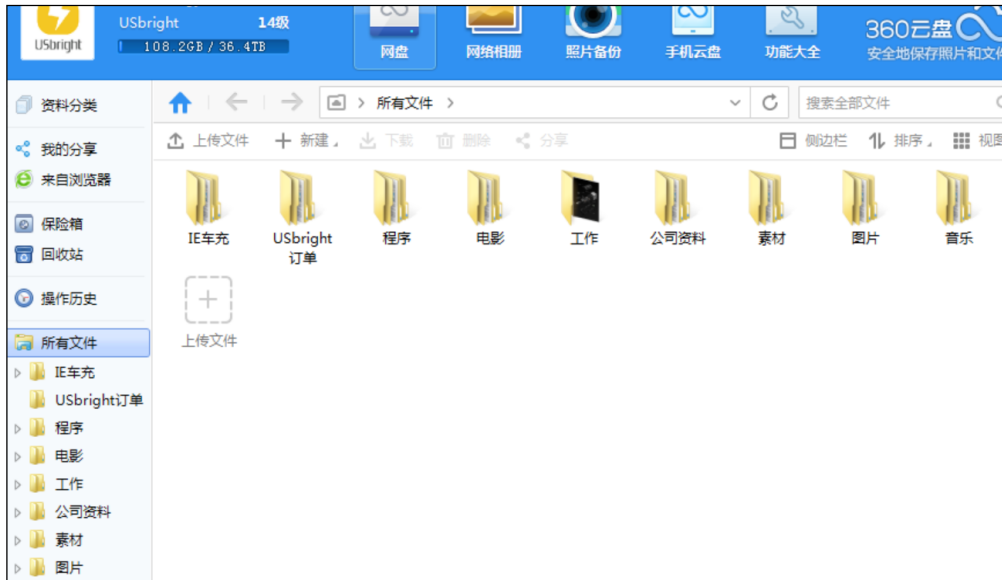 USbright
USbright 14级
108.2GB / 36.4TB
网盘 网络相册 照片备份 手机云盘 功能大全
360云盘
安全地保存照片和文件
资料分类
我的分享
来自浏览器
保险箱
回收站
操作历史
所有文件
IE车充
USbright订单
程序
电影
工作
公司资料
素材
图片
所有文件
搜索全部文件
上传文件 新建 下载 删除 分享 侧边栏 排序 视图
IE车充 USbright 程序 电影 工作 公司资料 素材 图片 音乐
订单
上传文件